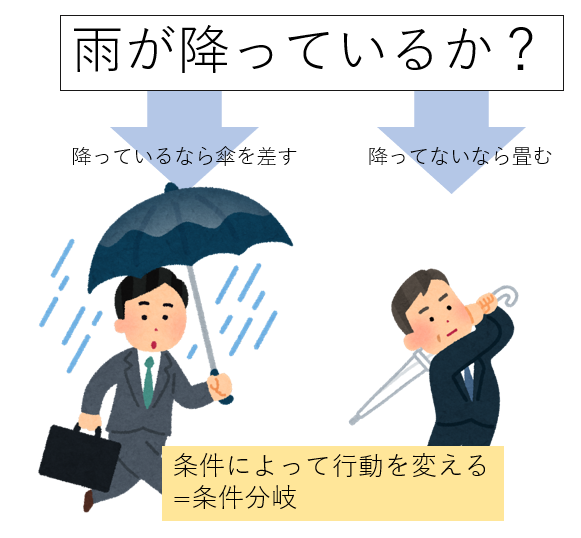 雨が降っているか？
降っているなら傘を差す
降ってないなら畳む
条件によって行動を変える
=条件分岐